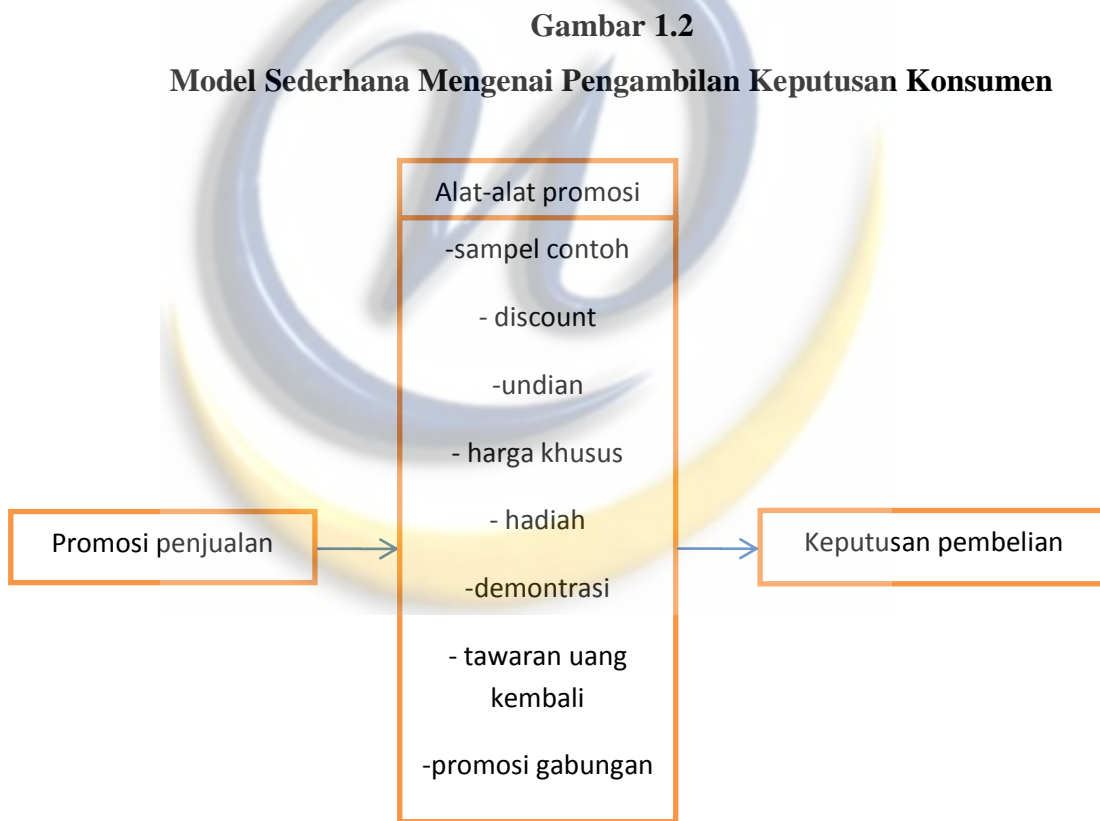 Gambar 1.2
Model Sederhana Mengenai Pengambilan Keputusan Konsumen
Alat-alat promosi
-sampel contoh
- discount
-undian
- harga khusus
- hadiah
Promosi penjualan
Keputusan pembelian
-demontrasi
- tawaran uang
kembali
-promosi gabungan